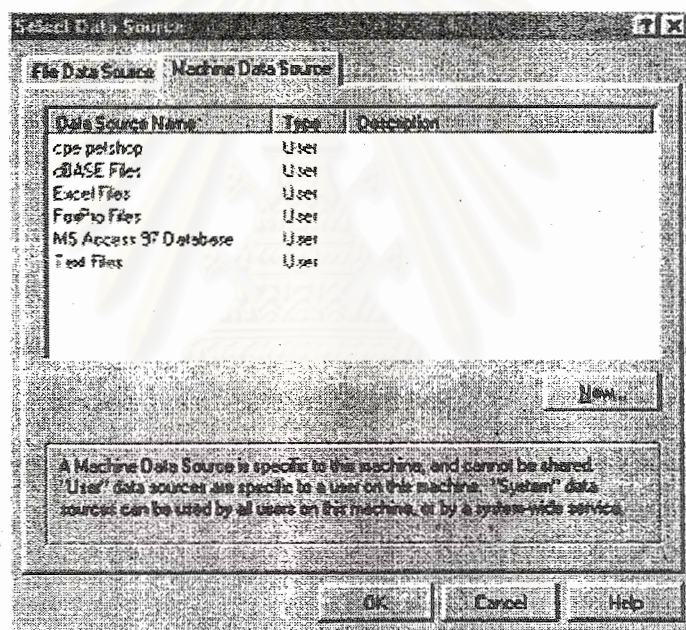 Select Data Source
File Data Source Machine Data Source
Data Source Name Type Description
cpe petshop User
dBASE Files User
Excel Files User
FoxPro Files User
MS Access 97 Database User
Text Files User
New...
A Machine Data Source is specific to this machine, and cannot be shared.
"User" data sources are specific to a user on this machine. "System" data
sources can be used by all users on this machine, or by a system-wide service.
OK Cancel Help